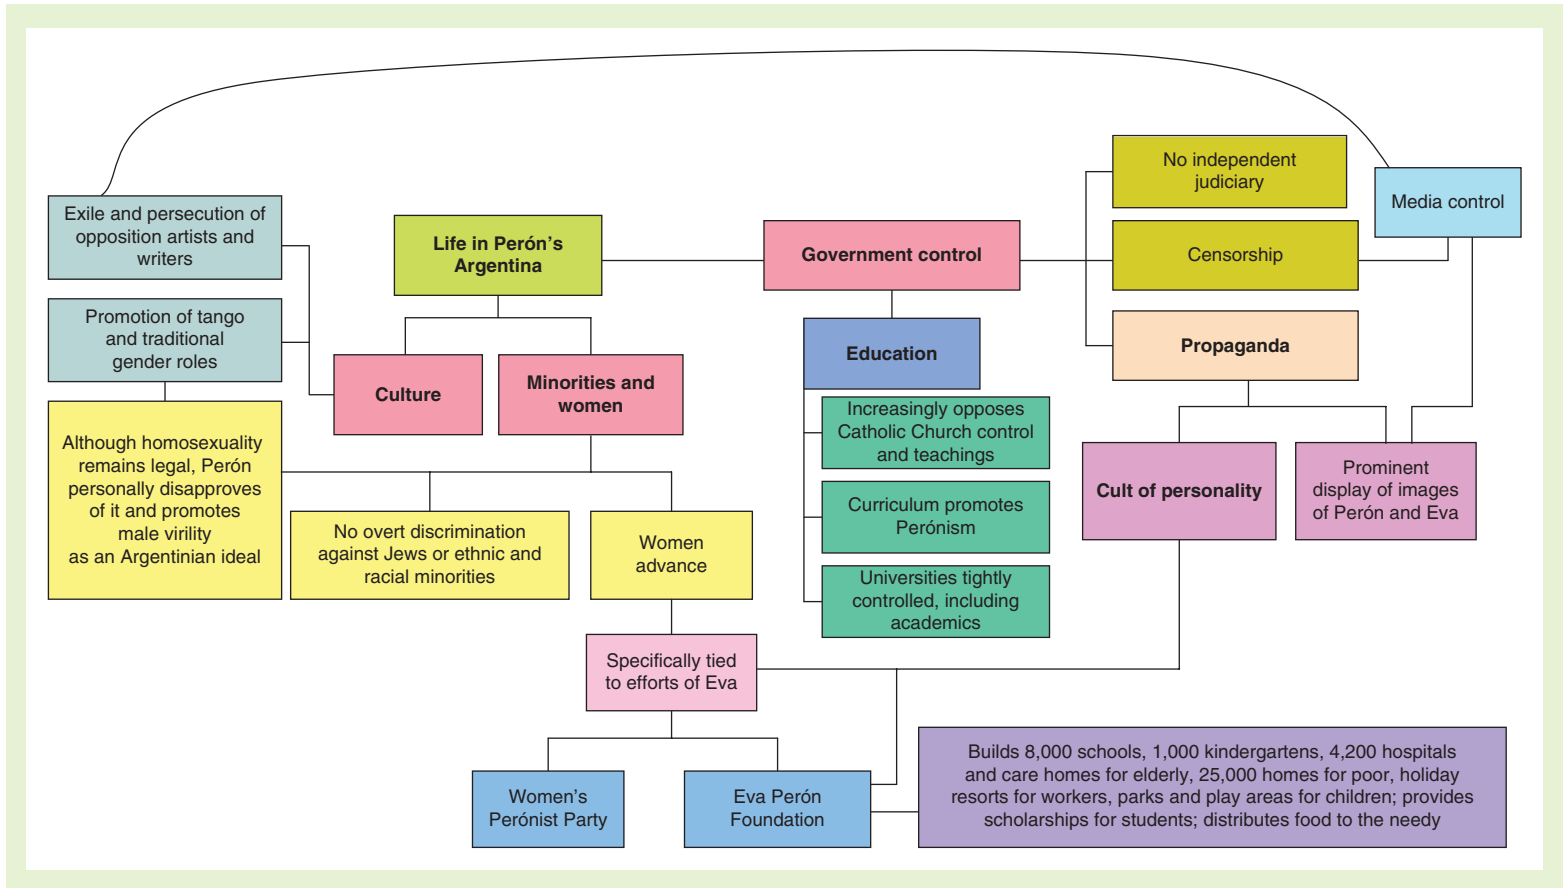 No independent
judiciary
Media control
Exile and persecution of
opposition artists and
writers
Life in Perón's
Argentina
Government control
Censorship
Promotion of tango
and traditional
gender roles
Education
Propaganda
Culture
Minorities and
women
Although homosexuality
remains legal, Perón
personally disapproves
of it and promotes
male virility
as an Argentinian ideal
Increasingly opposes
Catholic Church control
and teachings
Cult of personality
Prominent
display of images
of Perón and Eva
No overt discrimination
against Jews or ethnic and
racial minorities
Women
advance
Curriculum promotes
Perónism
Universities tightly
controlled, including
academics
Specifically tied
to efforts of Eva
Women's
Perónist Party
Eva Perón
Foundation
Builds 8,000 schools, 1,000 kindergartens, 4,200 hospitals
and care homes for elderly, 25,000 homes for poor, holiday
resorts for workers, parks and play areas for children; provides
scholarships for students; distributes food to the needy